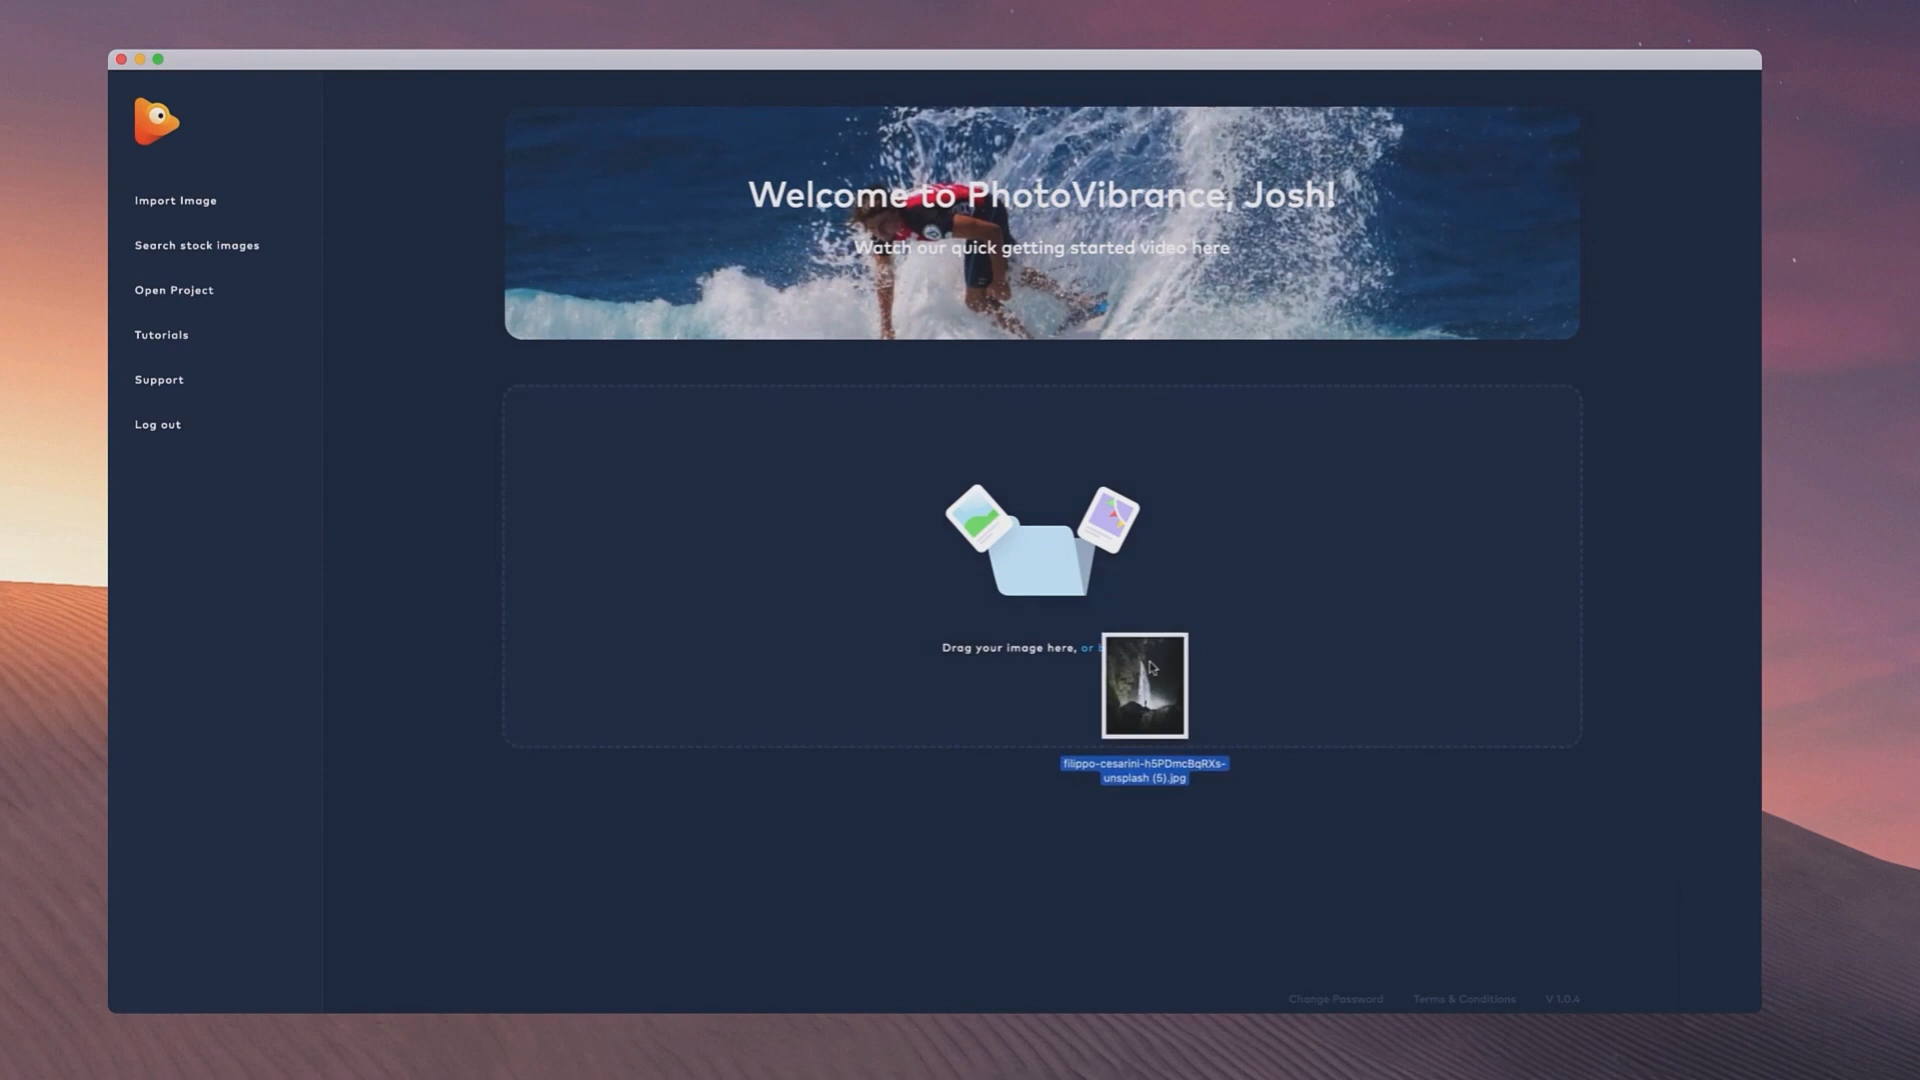 Import Image
Search stock images
Open Project
Tutorials
Support
Log out
Welcome to PhotoVibrance, Josh!
Watch our quick getting started video here
Drag your image here, or
filippo-cesarini-h5PDmcBqRXs-
unsplash (5).jpg
Change Password
Terms & Conditions
V 1.0.4